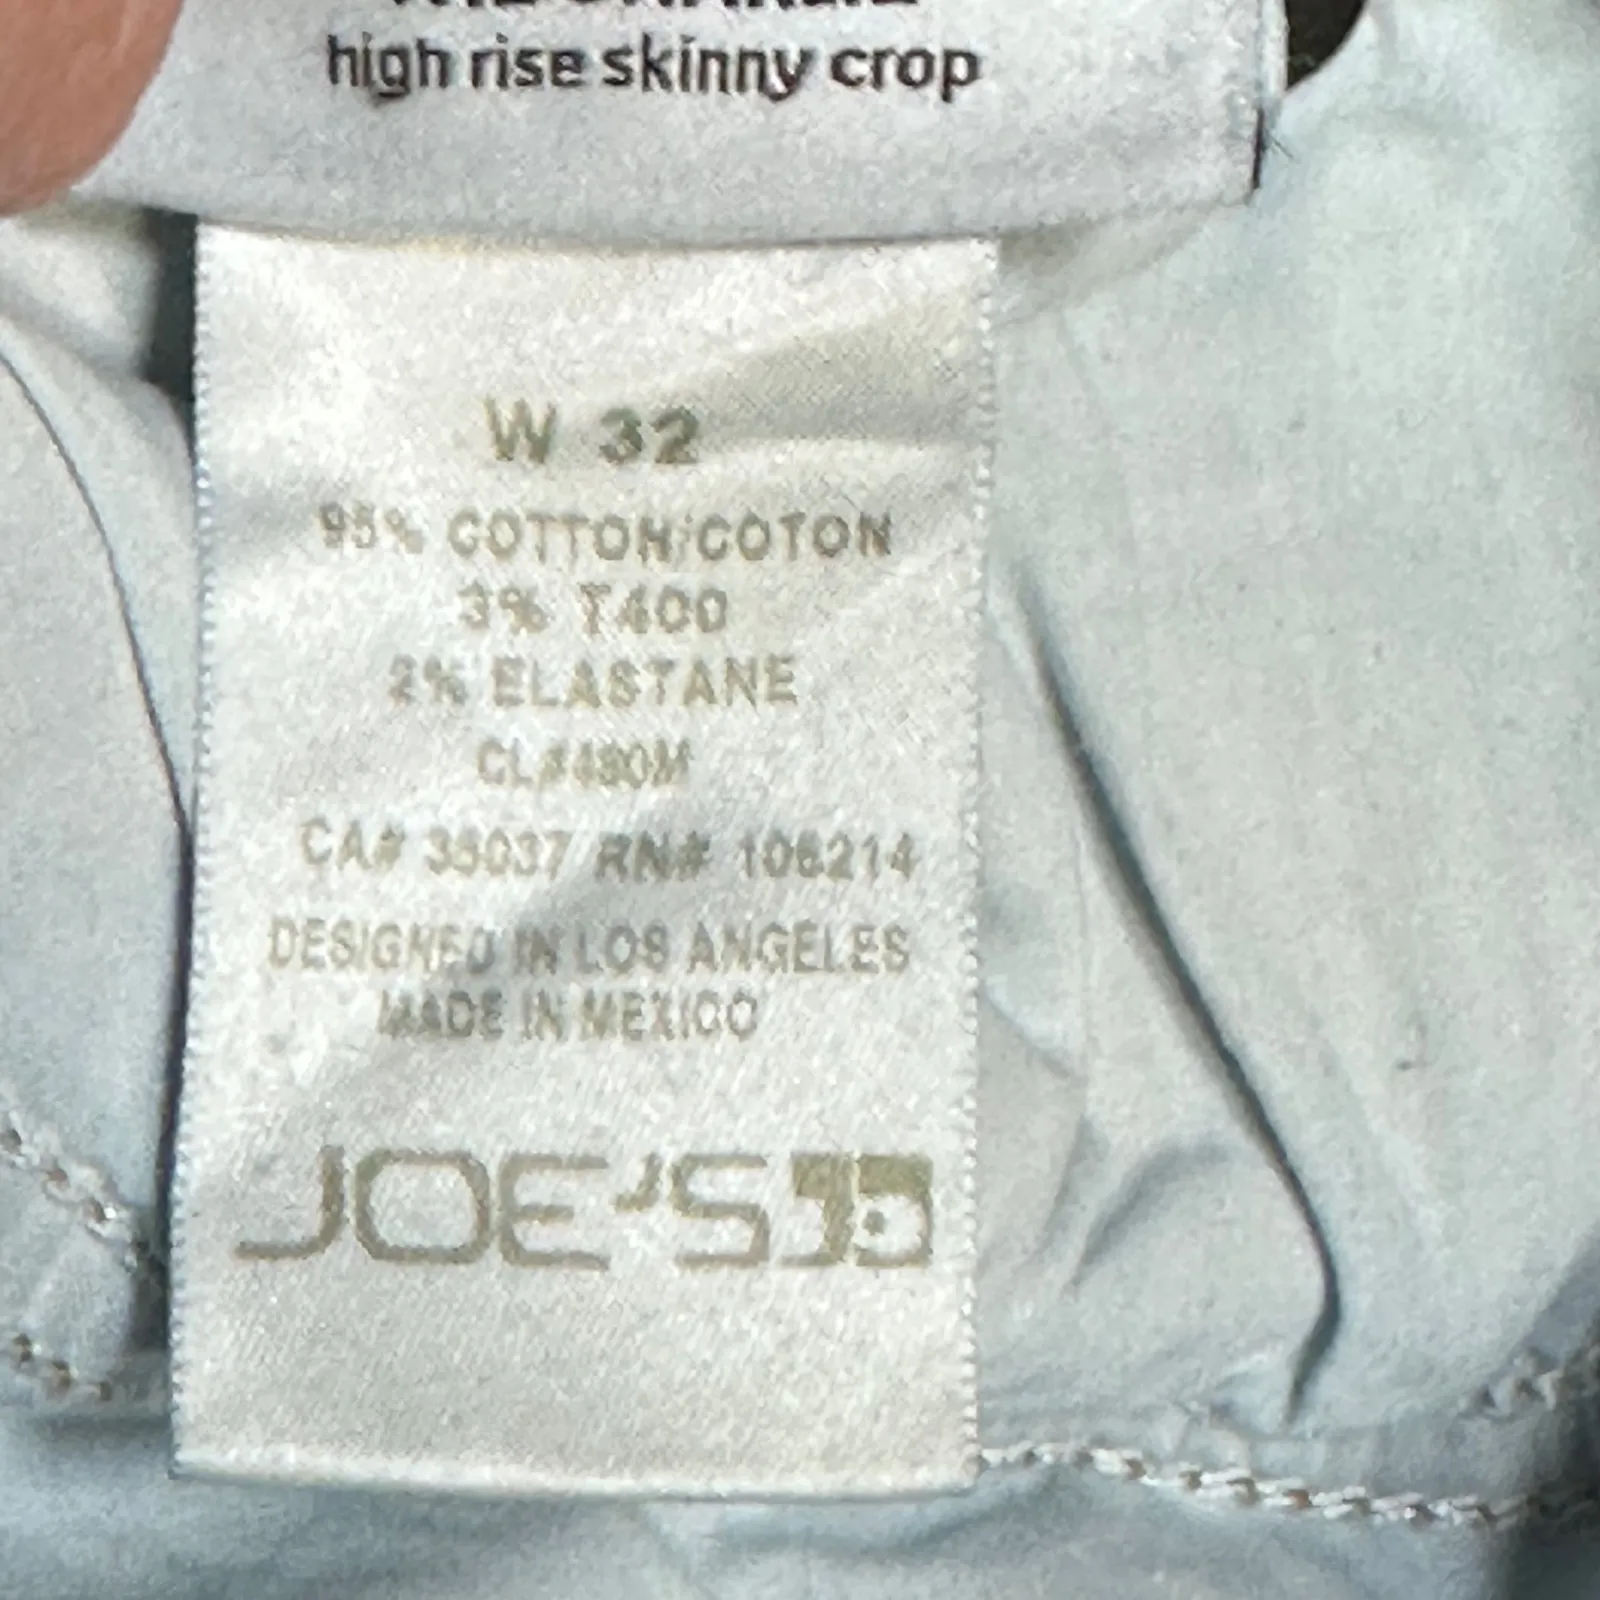 high rise skinny crop
W 32
95% COTTON/COTON
3% T400
2% ELASTANE
CL#480M
CA# 35037 RN# 106214
DESIGNED IN LOS ANGELES
MADE IN MEXICO
JOE'S